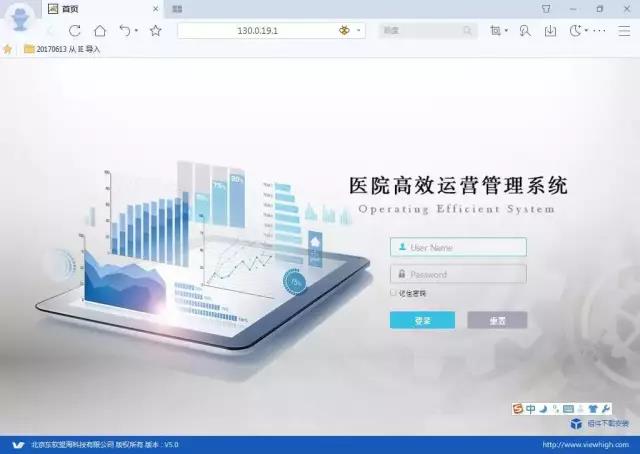 首页
130.0.19.1
百度
20170613 从 IE 导入
医院高效运营管理系统
Operating Efficient System
User Name
Password
记住密码
登录
重置
75%
90%
75%
中
组件下载安装
北京东软望海科技有限公司 版权所有 版本：V5.0
http://www.viewhigh.com